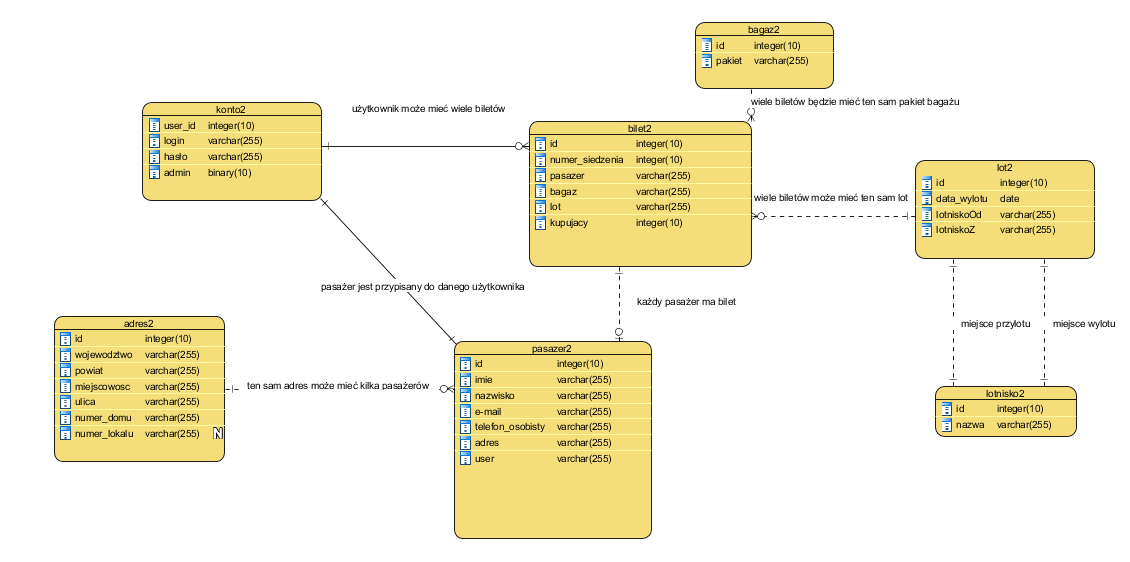 bagaz2
id integer(10)
pakiet varchar(255)
wiele biletów będzie mieć ten sam pakiet bagażu
konto2
user_id integer(10)
login varchar(255)
hasło varchar(255)
admin binary(10)
użytkownik może mieć wiele biletów
bilet2
id integer(10)
numer_siedzenia integer(10)
pasazer varchar(255)
bagaz varchar(255)
lot varchar(255)
kupujacy integer(10)
wiele biletów może mieć ten sam lot
lot2
id integer(10)
data_wylotu date
lotniskoOd varchar(255)
lotniskoZ varchar(255)
pasażer jest przypisany do danego użytkownika
każdy pasażer ma bilet
miejsce przylotu
miejsce wylotu
adres2
id integer(10)
wojewodztwo varchar(255)
powiat varchar(255)
miejscowosc varchar(255)
ulica varchar(255)
numer_domu varchar(255)
numer_lokalu varchar(255) N
ten sam adres może mieć kilka pasażerów
pasazer2
id integer(10)
imie varchar(255)
nazwisko varchar(255)
e-mail varchar(255)
telefon_osobisty varchar(255)
adres varchar(255)
user varchar(255)
lotnisko2
id integer(10)
nazwa varchar(255)